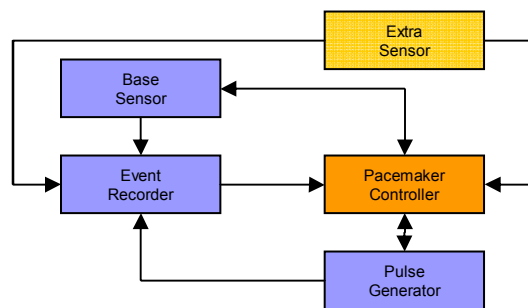 Extra
Sensor
Base
Sensor
Event
Recorder
Pacemaker
Controller
Pulse
Generator